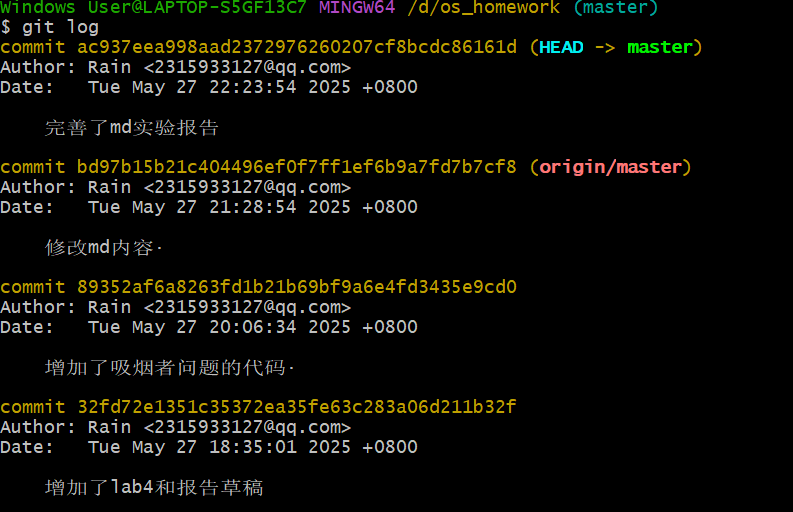 Windows User@LAPTOP-S5GF13C7 MINGW64 /d/os_homework (master)
$ git log
commit ac937eea998aad2372976260207cf8bcdc86161d (HEAD -> master)
Author: Rain <2315933127@qq.com>
Date:   Tue May 27 22:23:54 2025 +0800
完善了md实验报告
commit bd97b15b21c404496ef0f7ff1ef6b9a7fd7b7cf8 (origin/master)
Author: Rain <2315933127@qq.com>
Date:   Tue May 27 21:28:54 2025 +0800
修改md内容·
commit 89352af6a8263fd1b21b69bf9a6e4fd3435e9cd0
Author: Rain <2315933127@qq.com>
Date:   Tue May 27 20:06:34 2025 +0800
增加了吸烟者问题的代码·
commit 32fd72e1351c35372ea35fe63c283a06d211b32f
Author: Rain <2315933127@qq.com>
Date:   Tue May 27 18:35:01 2025 +0800
增加了lab4和报告草稿